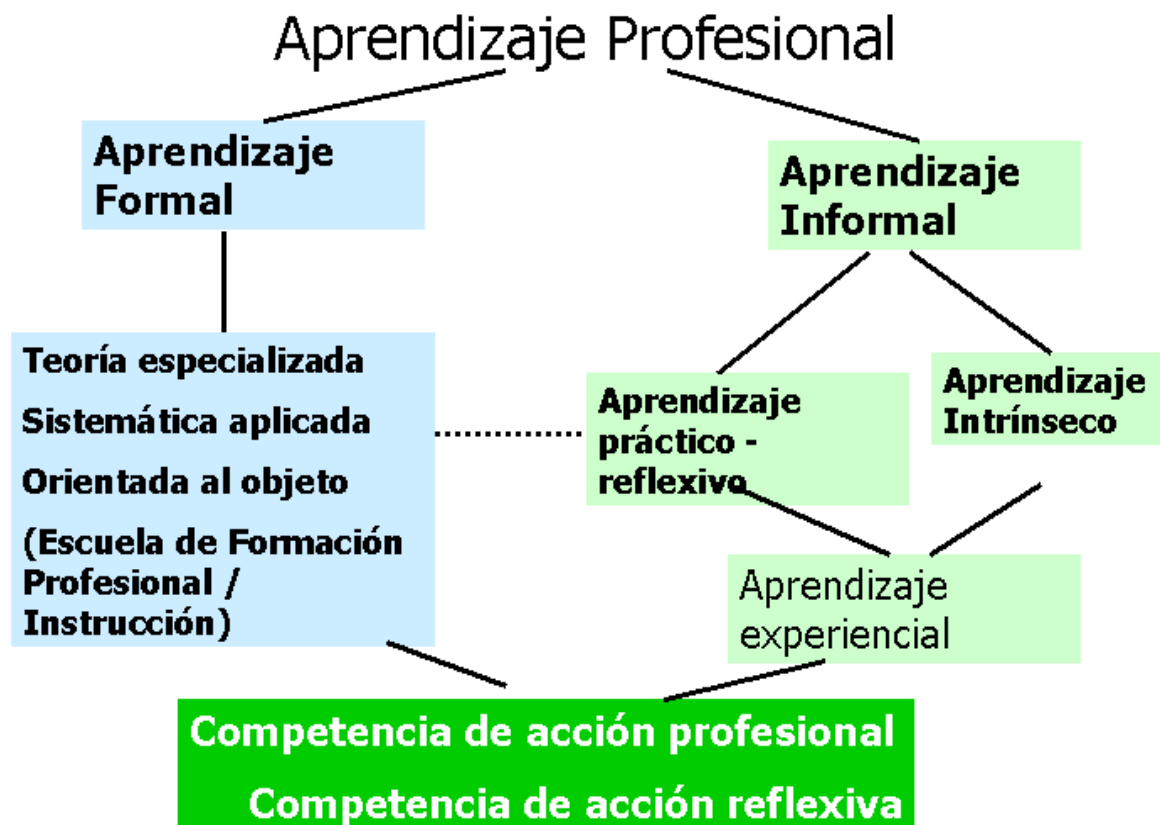 Aprendizaje Profesional
Aprendizaje
Formal
Aprendizaje
Informal
Teoría especializada
Sistemática aplicada
Orientada al objeto
(Escuela de Formación
Profesional /
Instrucción)
Aprendizaje
práctico -
reflexivo
Aprendizaje
Intrínseco
Aprendizaje
experiencial
Competencia de acción profesional
Competencia de acción reflexiva